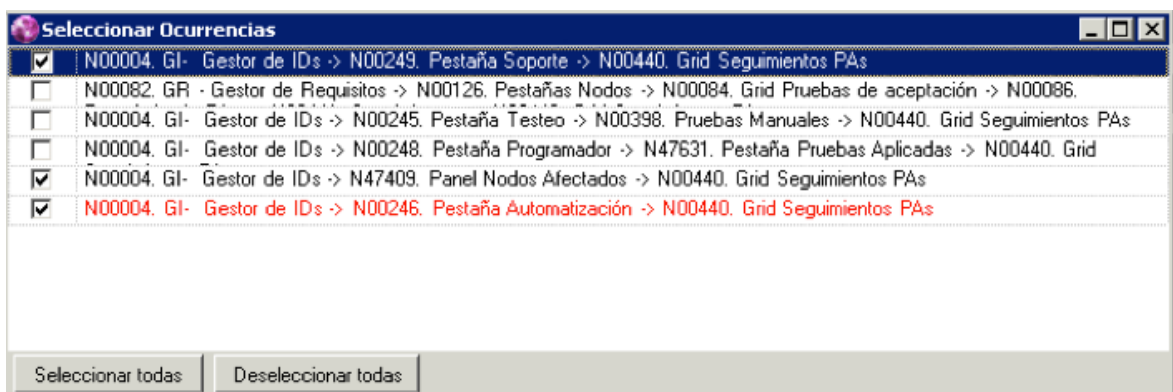 Seleccionar Ocurrencias
N00004. GI- Gestor de IDs -> N00249. Pestaña Soporte -> N00440. Grid Seguimientos PAs
N00082. GR - Gestor de Requisitos -> N00126. Pestañas Nodos -> N00084. Grid Pruebas de aceptación -> N00086.
N00004. GI- Gestor de IDs -> N00245. Pestaña Testeo -> N00398. Pruebas Manuales -> N00440. Grid Seguimientos PAs
N00004. GI- Gestor de IDs -> N00248. Pestaña Programador -> N47631. Pestaña Pruebas Aplicadas -> N00440. Grid
N00004. GI- Gestor de IDs -> N47409. Panel Nodos Afectados -> N00440. Grid Seguimientos PAs
N00004. GI- Gestor de IDs -> N00246. Pestaña Automatización -> N00440. Grid Seguimientos PAs
Seleccionar todas Deseleccionar todas